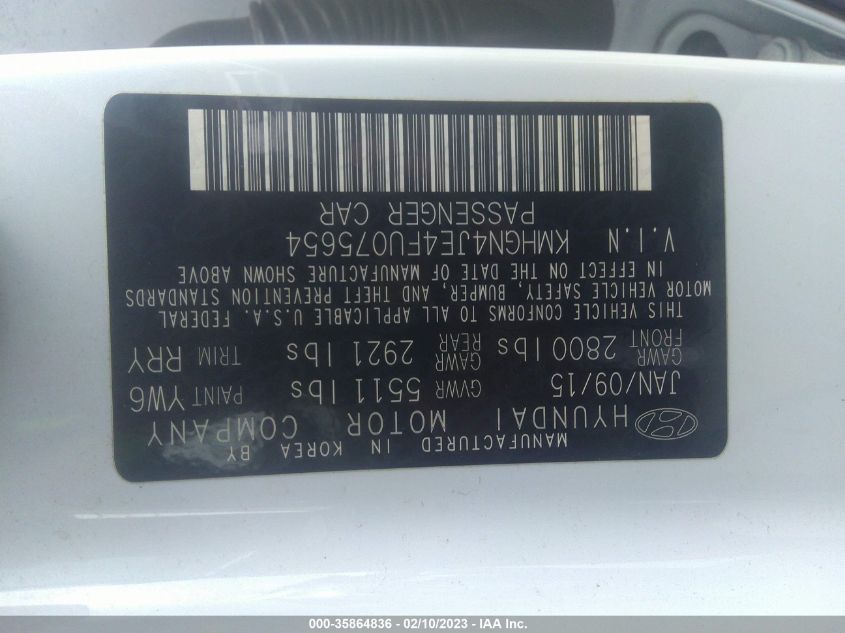 MANUFACTURED IN KOREA BY
HYUNDAI MOTOR COMPANY
JAN/09/15 GVWR 5511 lbs PAINT YW6
GAWR FRONT 2800 lbs GAWR REAR 2921 lbs TRIM RRY
THIS VEHICLE CONFORMS TO ALL APPLICABLE U.S.A. FEDERAL
MOTOR VEHICLE SAFETY, BUMPER, AND THEFT PREVENTION STANDARDS
IN EFFECT ON THE DATE OF MANUFACTURE SHOWN ABOVE
V.I.N KMHGN4JE4FU075654
PASSENGER CAR
000-35864836 - 02/10/2023 - IAA Inc.